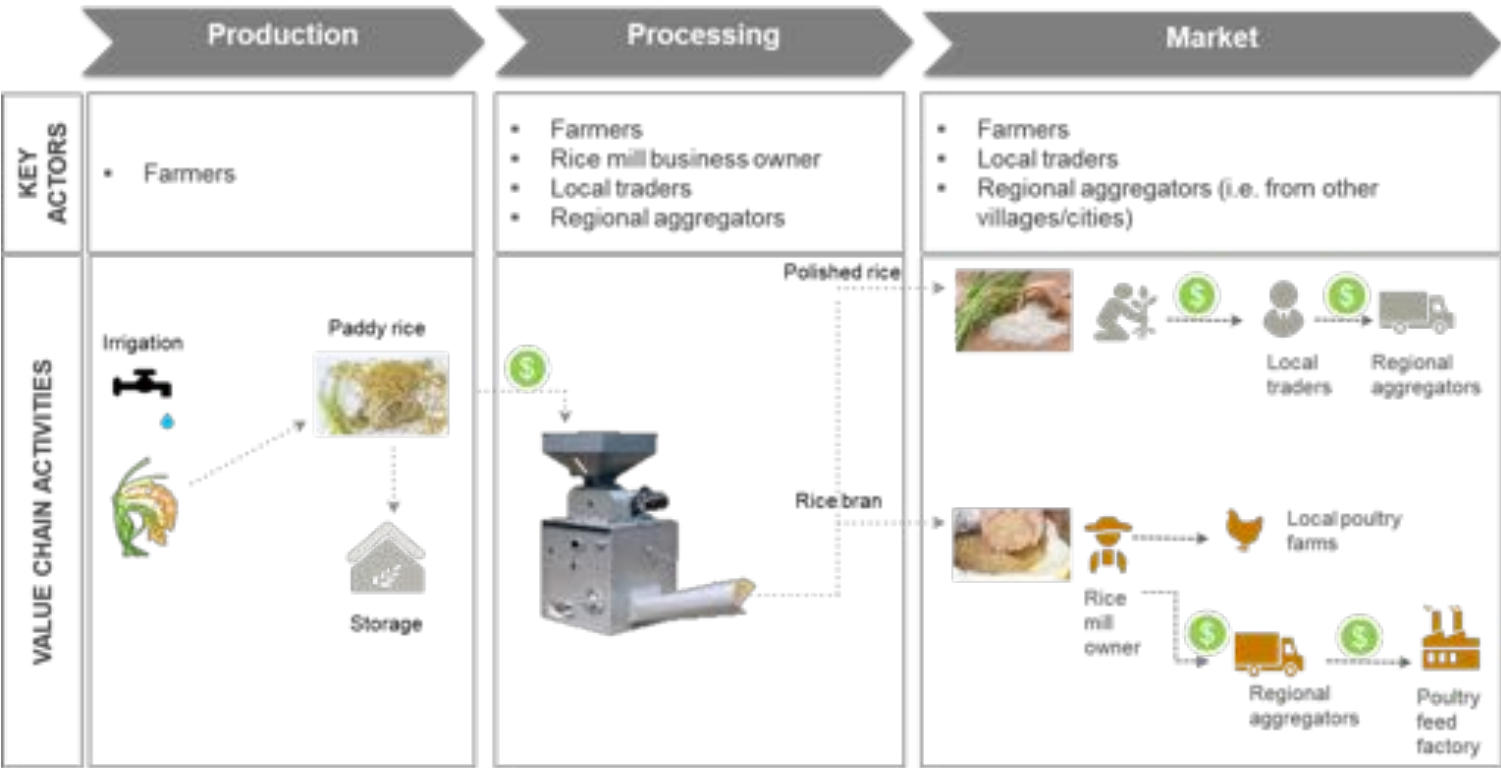 Production
Processing
Market
KEY
ACTORS
• Farmers
• Farmers
• Rice mill business owner
• Local traders
• Regional aggregators
• Farmers
• Local traders
• Regional aggregators (i.e. from other
villages/cities)
VALUE CHAIN ACTIVITIES
Irrigation
Paddy rice
Storage
$
Polished rice
Rice bran
$
$
Local
traders
Regional
aggregators
Local poultry
farms
Rice
mill
owner
$
$
Regional
aggregators
Poultry
feed
factory